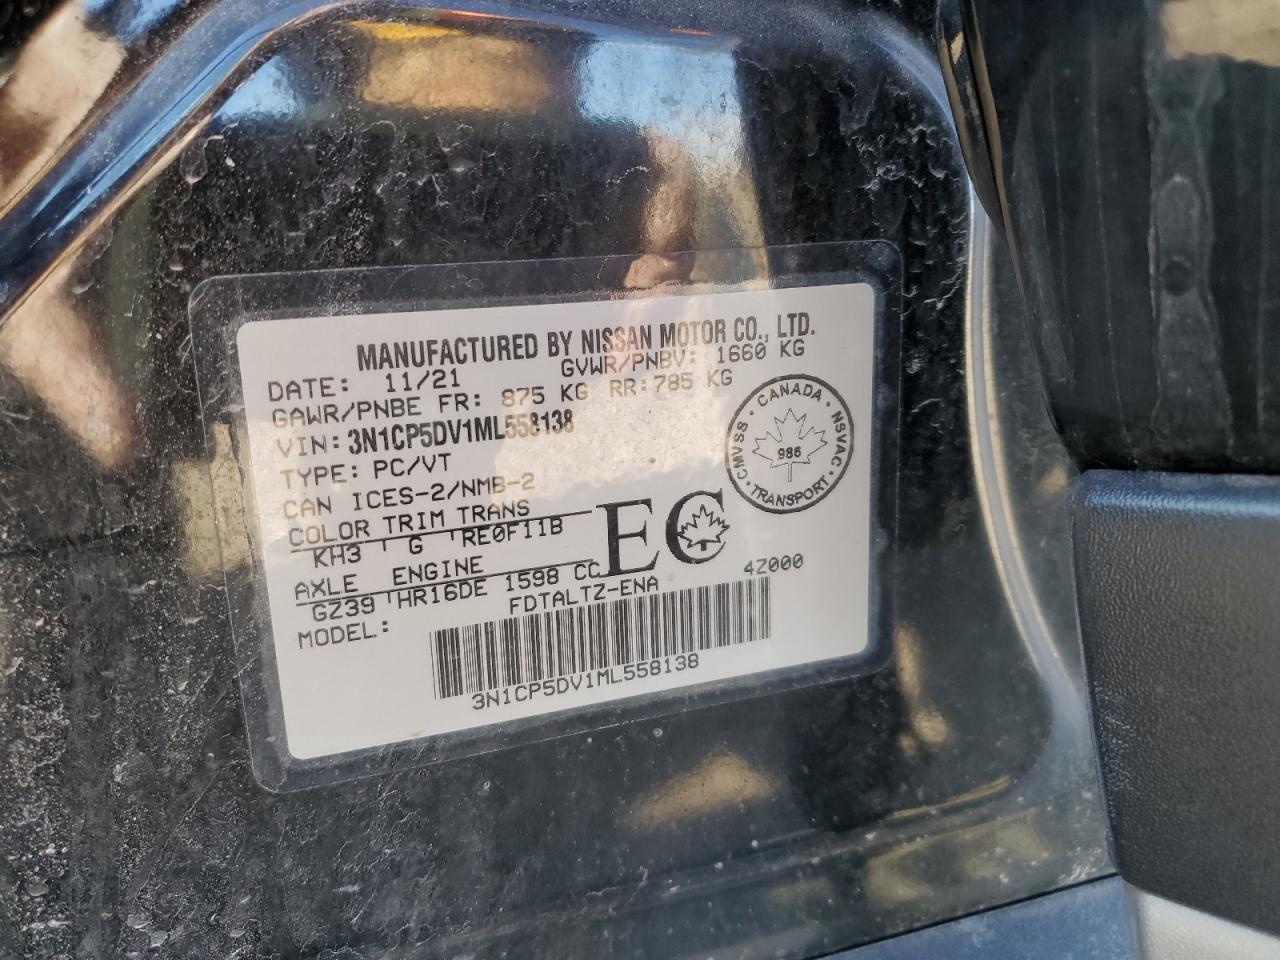 MANUFACTURED BY NISSAN MOTOR CO., LTD.
DATE: 11/21 GVWR/PNBV: 1660 KG
GAWR/PNBE FR: 875 KG RR: 785 KG
VIN: 3N1CP5DV1ML558138
TYPE: PC/VT
CAN ICES-2/NMB-2
COLOR TRIM TRANS
KH3 G RE0F11B
AXLE ENGINE
GZ39 HR16DE 1598 CC
MODEL: FDTALTZ-ENA 4Z000
3N1CP5DV1ML558138
EC
CANADA
CMVSS · NSVAC
986
TRANSPORT